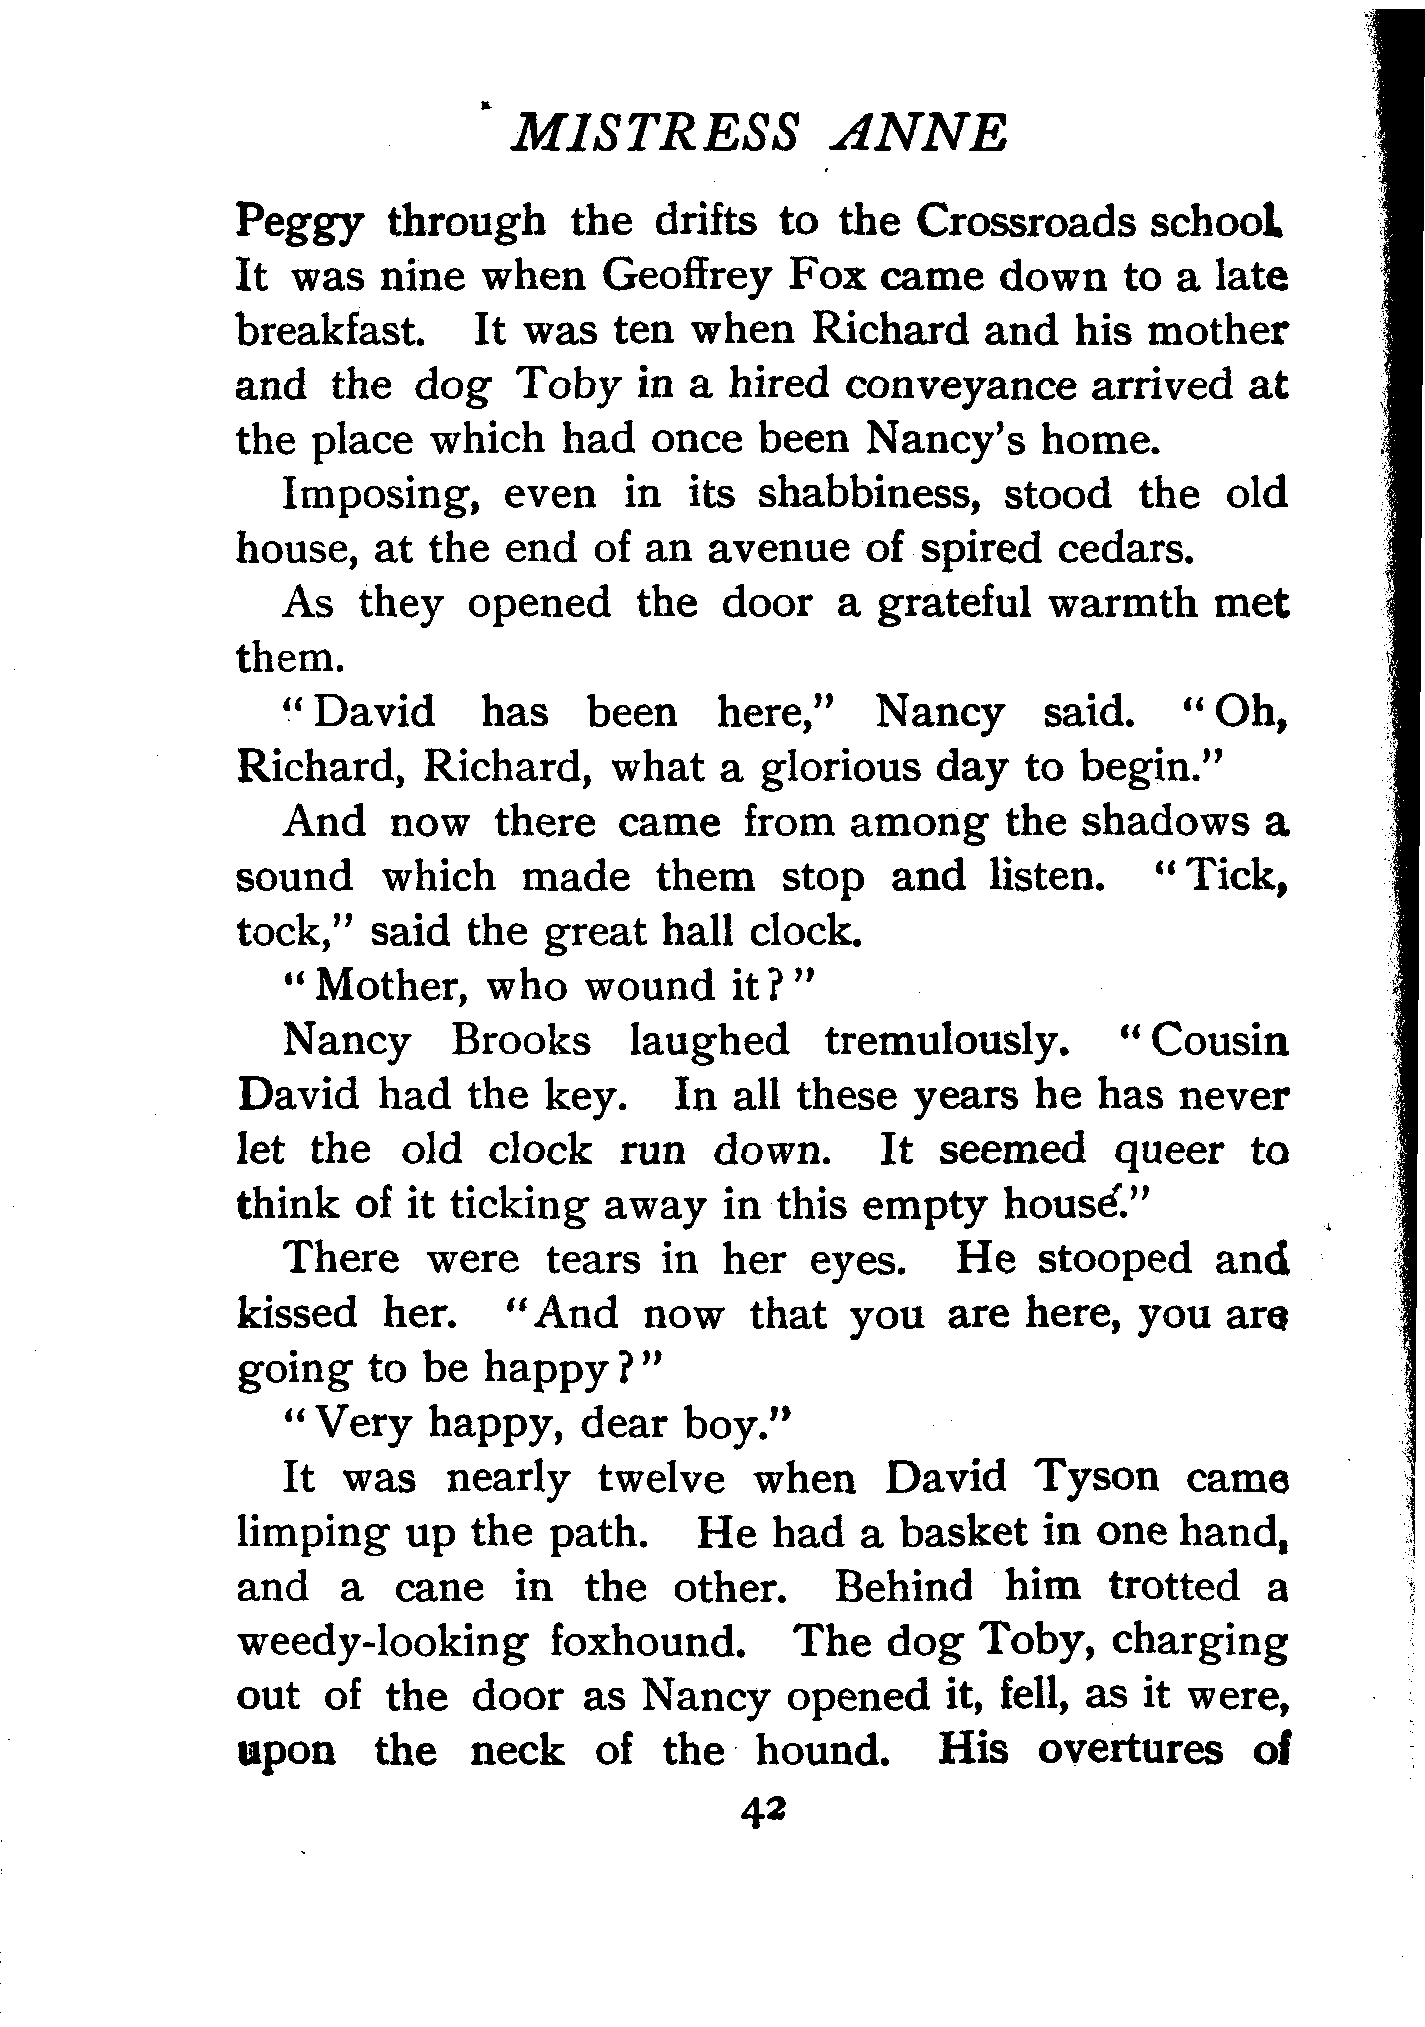 MISTRESS ANNE
Peggy through the drifts to the Crossroads school.
It was nine when Geoffrey Fox came down to a late
breakfast. It was ten when Richard and his mother
and the dog Toby in a hired conveyance arrived at
the place which had once been Nancy's home.
Imposing, even in its shabbiness, stood the old
house, at the end of an avenue of spired cedars.
As they opened the door a grateful warmth met
them.
"David has been here," Nancy said. "Oh,
Richard, Richard, what a glorious day to begin."
And now there came from among the shadows a
sound which made them stop and listen. "Tick,
tock," said the great hall clock.
"Mother, who wound it?"
Nancy Brooks laughed tremulously. "Cousin
David had the key. In all these years he has never
let the old clock run down. It seemed queer to
think of it ticking away in this empty house."
There were tears in her eyes. He stooped and
kissed her. "And now that you are here, you are
going to be happy?"
"Very happy, dear boy."
It was nearly twelve when David Tyson came
limping up the path. He had a basket in one hand,
and a cane in the other. Behind him trotted a
weedy-looking foxhound. The dog Toby, charging
out of the door as Nancy opened it, fell, as it were,
upon the neck of the hound. His overtures of
42